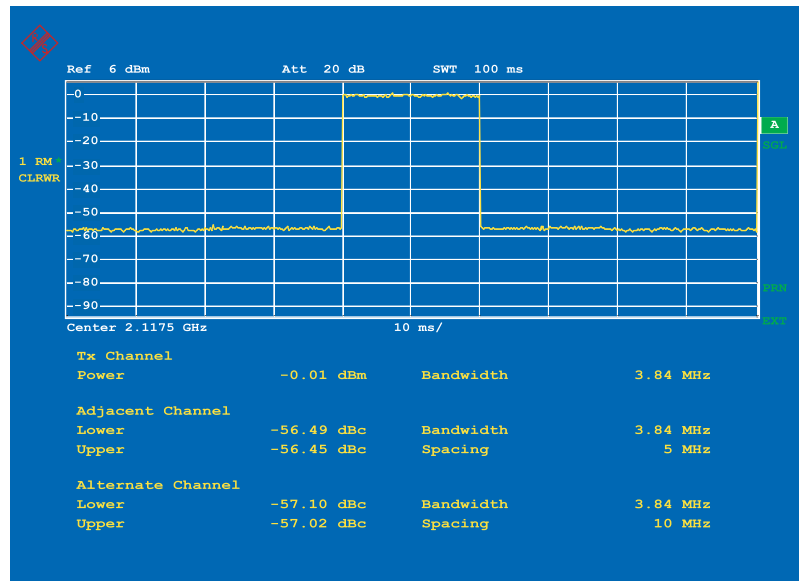 Ref 6 dBm Att 20 dB SWT 100 ms
-0
A
-10
-20
SGL
1 RM *
-30
CLRWR
-40
-50
-60
-70
-80
PRN
-90
EXT
Center 2.1175 GHz 10 ms/
Tx Channel
Power -0.01 dBm Bandwidth 3.84 MHz
Adjacent Channel
Lower -56.49 dBc Bandwidth 3.84 MHz
Upper -56.45 dBc Spacing 5 MHz
Alternate Channel
Lower -57.10 dBc Bandwidth 3.84 MHz
Upper -57.02 dBc Spacing 10 MHz